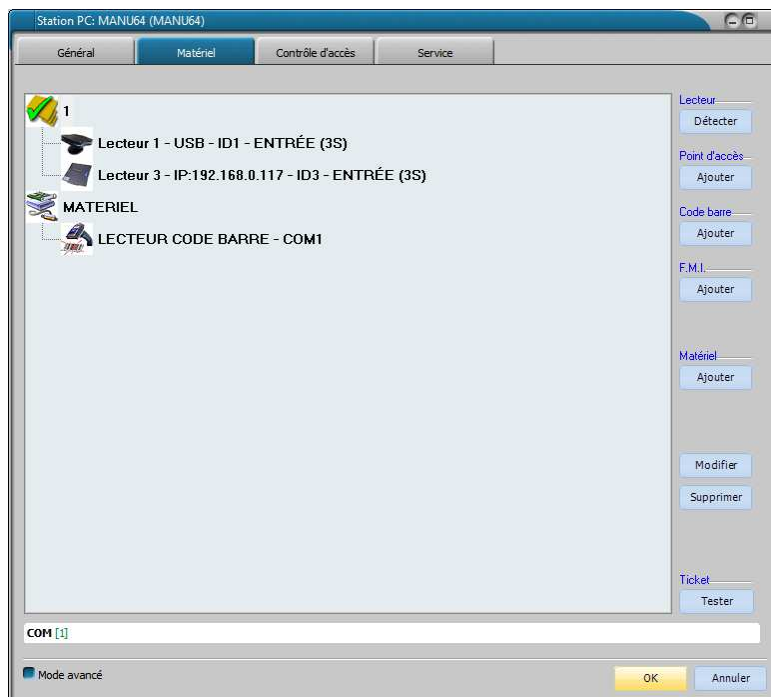 Station PC: MANU64 (MANU64)
Général
Matériel
Contrôle d'accès
Service
1
Lecteur 1 - USB - ID1 - ENTRÉE (3S)
Lecteur 3 - IP:192.168.0.117 - ID3 - ENTRÉE (3S)
MATERIEL
LECTEUR CODE BARRE - COM1
Lecteur
Détecter
Point d'accès
Ajouter
Code barre
Ajouter
F.M.I.
Ajouter
Matériel
Ajouter
Modifier
Supprimer
Ticket
Tester
COM [1]
Mode avancé
OK
Annuler